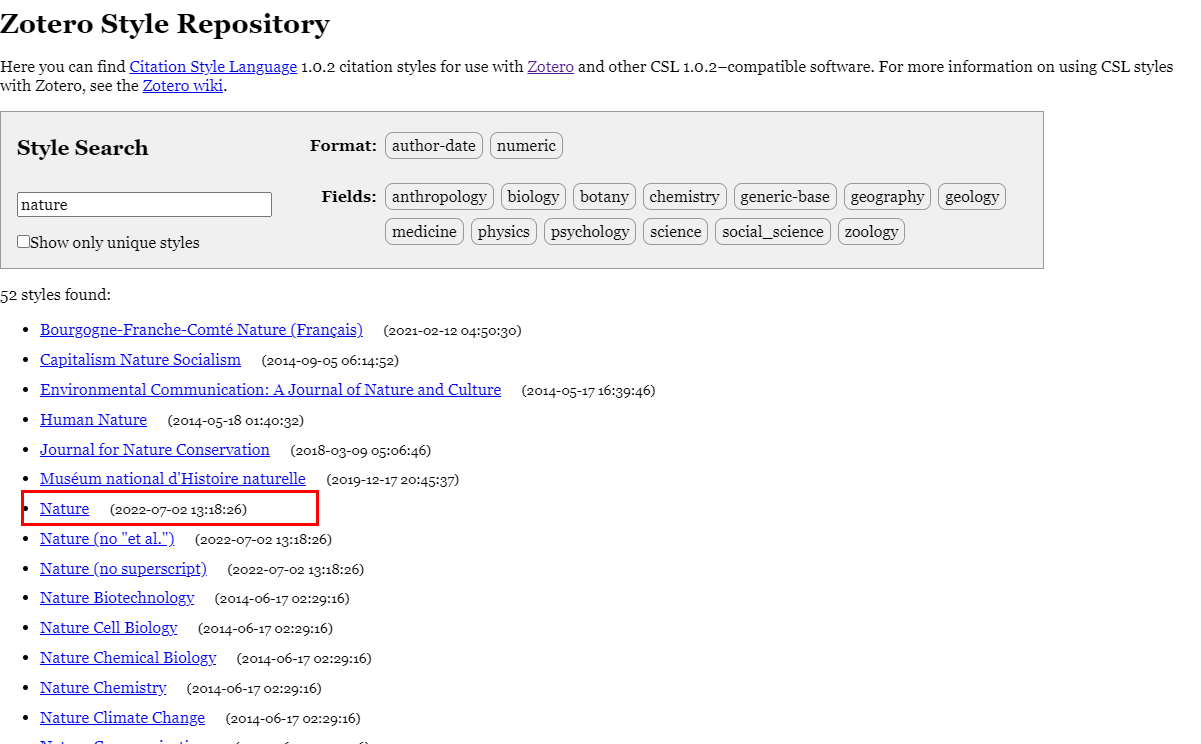 Zotero Style Repository
Here you can find Citation Style Language 1.0.2 citation styles for use with Zotero and other CSL 1.0.2–compatible software. For more information on using CSL styles
with Zotero, see the Zotero wiki.
Style Search
nature
Show only unique styles
Format: author-date numeric
Fields: anthropology biology botany chemistry generic-base geography geology
medicine physics psychology science social_science zoology
52 styles found:
• Bourgogne-Franche-Comté Nature (Français) (2021-02-12 04:50:30)
• Capitalism Nature Socialism (2014-09-05 06:14:52)
• Environmental Communication: A Journal of Nature and Culture (2014-05-17 16:39:46)
• Human Nature (2014-05-18 01:40:32)
• Journal for Nature Conservation (2018-03-09 05:06:46)
• Muséum national d'Histoire naturelle (2019-12-17 20:45:37)
• Nature (2022-07-02 13:18:26)
• Nature (no "et al.") (2022-07-02 13:18:26)
• Nature (no superscript) (2022-07-02 13:18:26)
• Nature Biotechnology (2014-06-17 02:29:16)
• Nature Cell Biology (2014-06-17 02:29:16)
• Nature Chemical Biology (2014-06-17 02:29:16)
• Nature Chemistry (2014-06-17 02:29:16)
• Nature Climate Change (2014-06-17 02:29:16)